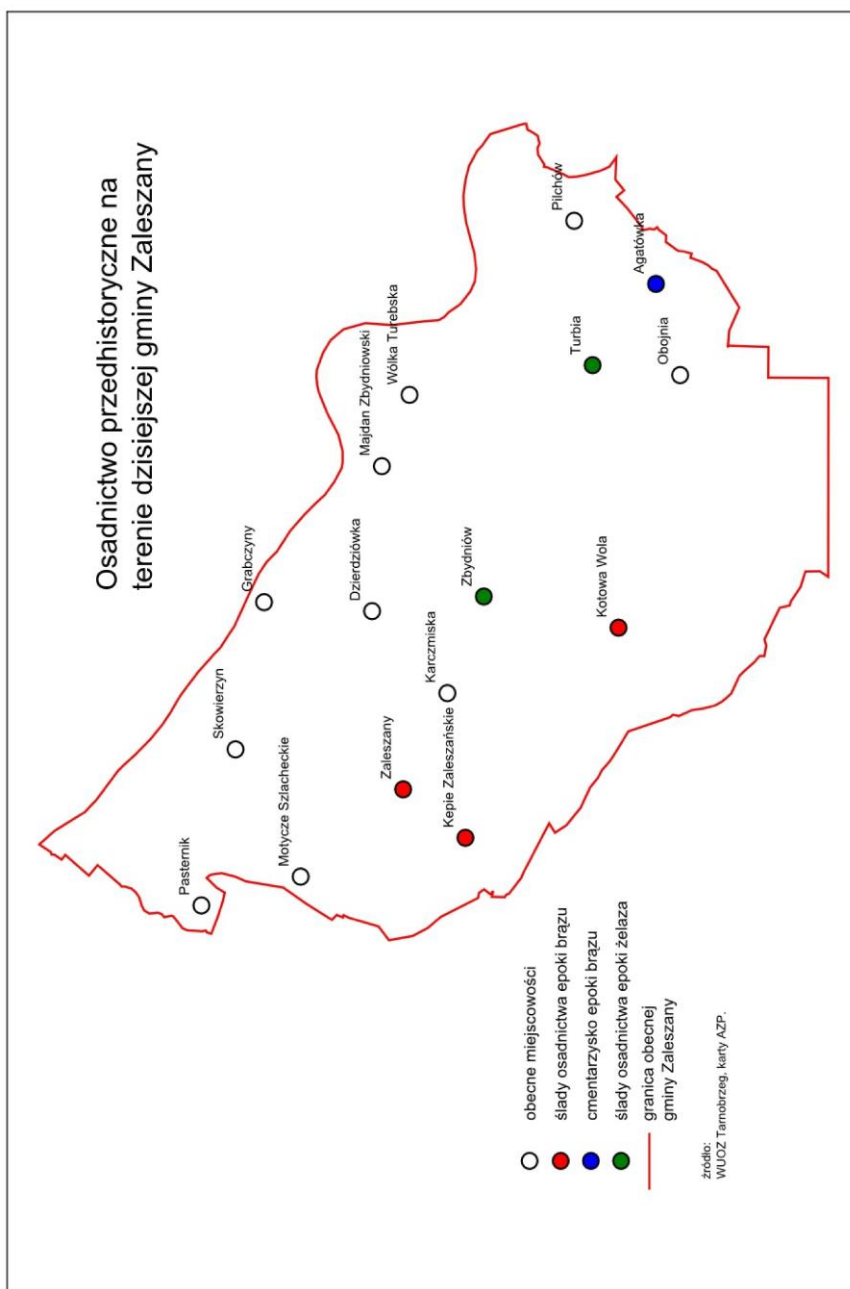 Osadnictwo przedhistoryczne na
terenie dzisiejszej gminy Zaleszany
Pasternik
Skowierzyn
Motycze Szlacheckie
Grabczyny
Dzierdziówka
Majdan Zbydniowski
Wólka Turebska
Zaleszany
Karczmiska
Kepie Zaleszańskie
Zbydniów
Pilchów
Turbia
Agatówka
Kotowa Wola
Obojnia
obecne miejscowości
ślady osadnictwa epoki brązu
cmentarzysko epoki brązu
ślady osadnictwa epoki żelaza
granica obecnej
gminy Zaleszany
źródło:
WUOZ Tarnobrzeg, karty AZP.